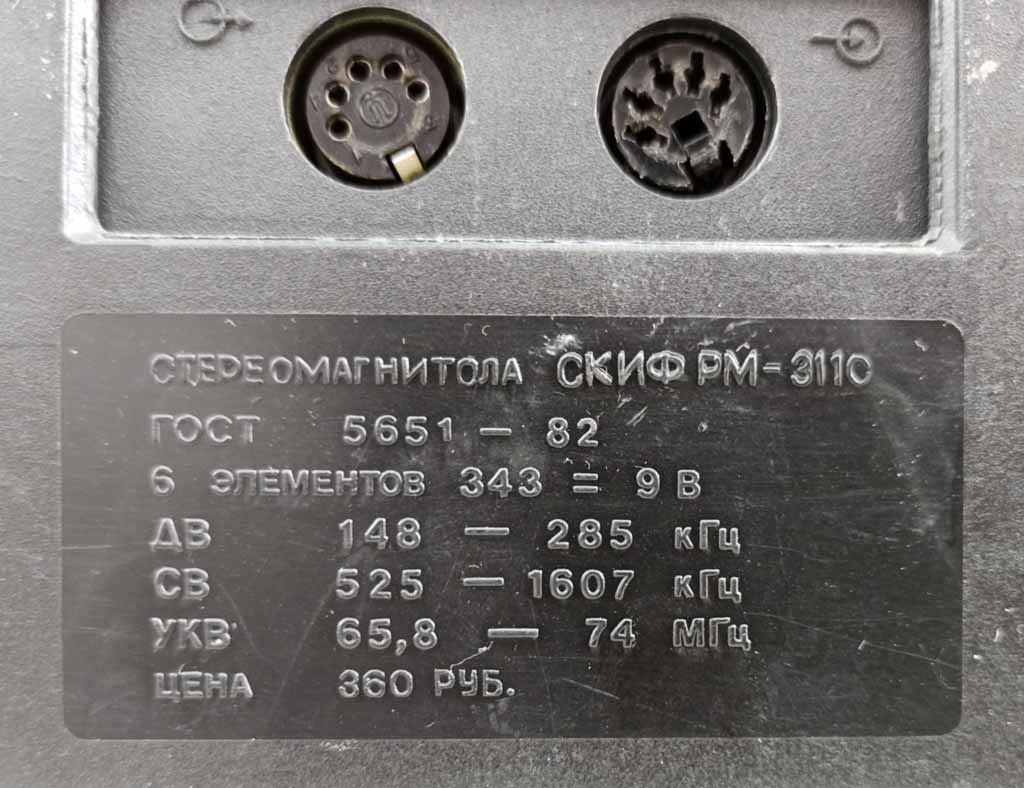 СТЕРЕОМАГНИТОЛА СКИФ РМ-311С
ГОСТ 5651 — 82
6 ЭЛЕМЕНТОВ 343 = 9 В
ДВ 148 — 285 кГц
СВ 525 — 1607 кГц
УКВ 65,8 — 74 МГц
ЦЕНА 360 РУБ.